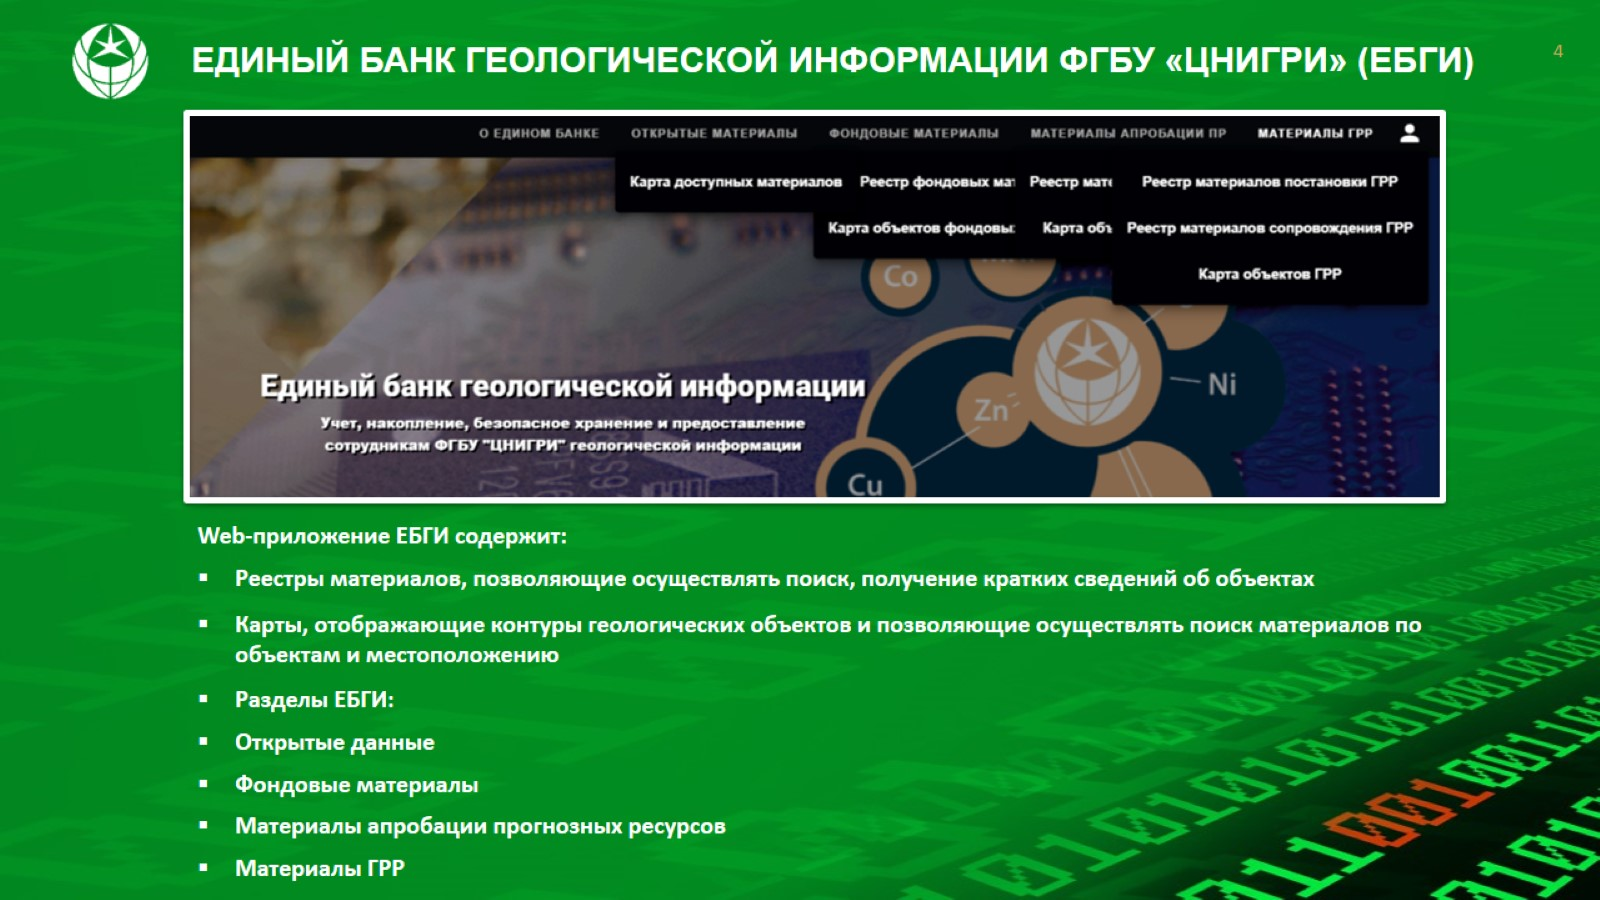 ЕДИНЫЙ БАНК ГЕОЛОГИЧЕСКОЙ ИНФОРМАЦИИ ФГБУ «ЦНИГРИ» (ЕБГИ)
4
О ЕДИНОМ БАНКЕ ОТКРЫТЫЕ МАТЕРИАЛЫ ФОНДОВЫЕ МАТЕРИАЛЫ МАТЕРИАЛЫ АПРОБАЦИИ ПР МАТЕРИАЛЫ ГРР
Карта доступных материалов Реестр фондовых Реестр Реестр материалов постановки ГРР
Карта объектов Карта Реестр материалов сопровождения ГРР
Карта объектов ГРР
Co
Ni
Zn
Cu
Единый банк геологической информации
Учет, накопление, безопасное хранение и предоставление
сотрудникам ФГБУ "ЦНИГРИ" геологической информации
Web-приложение ЕБГИ содержит:
▪ Реестры материалов, позволяющие осуществлять поиск, получение кратких сведений об объектах
▪ Карты, отображающие контуры геологических объектов и позволяющие осуществлять поиск материалов по
объектам и местоположению
▪ Разделы ЕБГИ:
▪ Открытые данные
▪ Фондовые материалы
▪ Материалы апробации прогнозных ресурсов
▪ Материалы ГРР